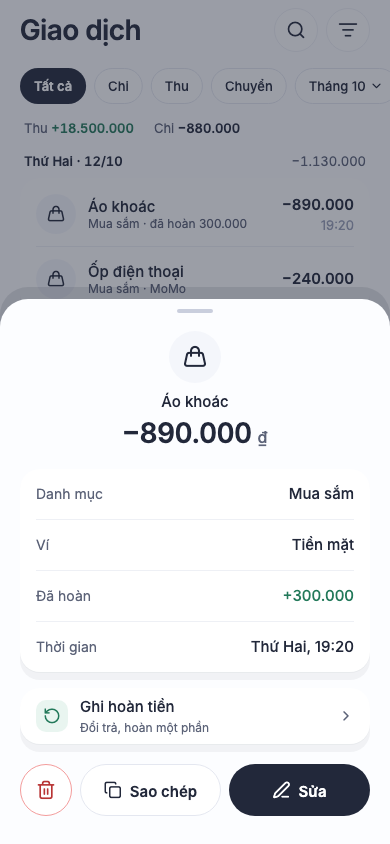 Giao dịch
Tất cả
Chi
Thu
Chuyển
Tháng 10
Thu +18.500.000 Chi −880.000
Thứ Hai · 12/10 −1.130.000
Áo khoác −890.000
Mua sắm · đã hoàn 300.000 19:20
Ốp điện thoại −240.000
Mua sắm · MoMo
Áo khoác
−890.000 ₫
Danh mục Mua sắm
Ví Tiền mặt
Đã hoàn +300.000
Thời gian Thứ Hai, 19:20
Ghi hoàn tiền
Đổi trả, hoàn một phần
Sao chép
Sửa